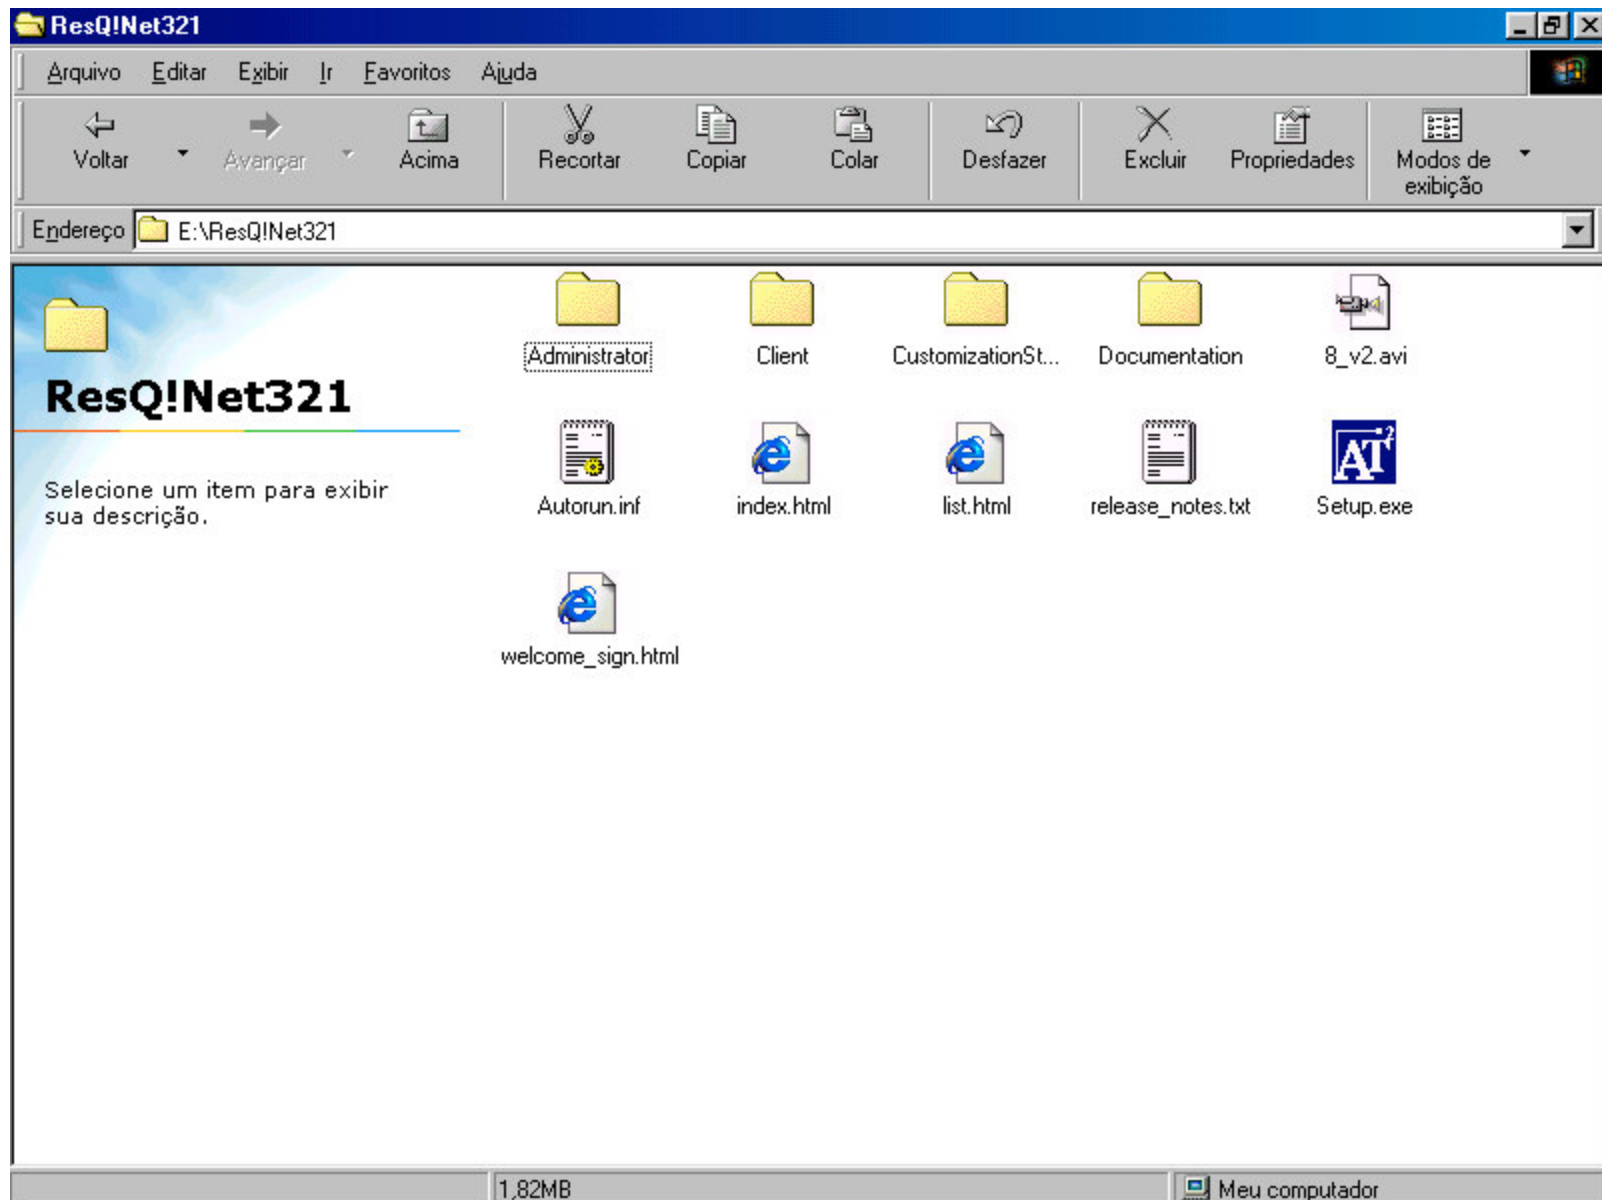 ResQ!Net321
Arquivo Editar Exibir Ir Favoritos Ajuda
Voltar Avançar Acima Recortar Copiar Colar Desfazer Excluir Propriedades Modos de
exibição
Endereço E:\ResQ!Net321
Administrator Client CustomizationSt... Documentation 8_v2.avi
ResQ!Net321
Selecione um item para exibir
sua descrição.
Autorun.inf index.html list.html release_notes.txt AT² Setup.exe
welcome_sign.html
1,82MB Meu computador